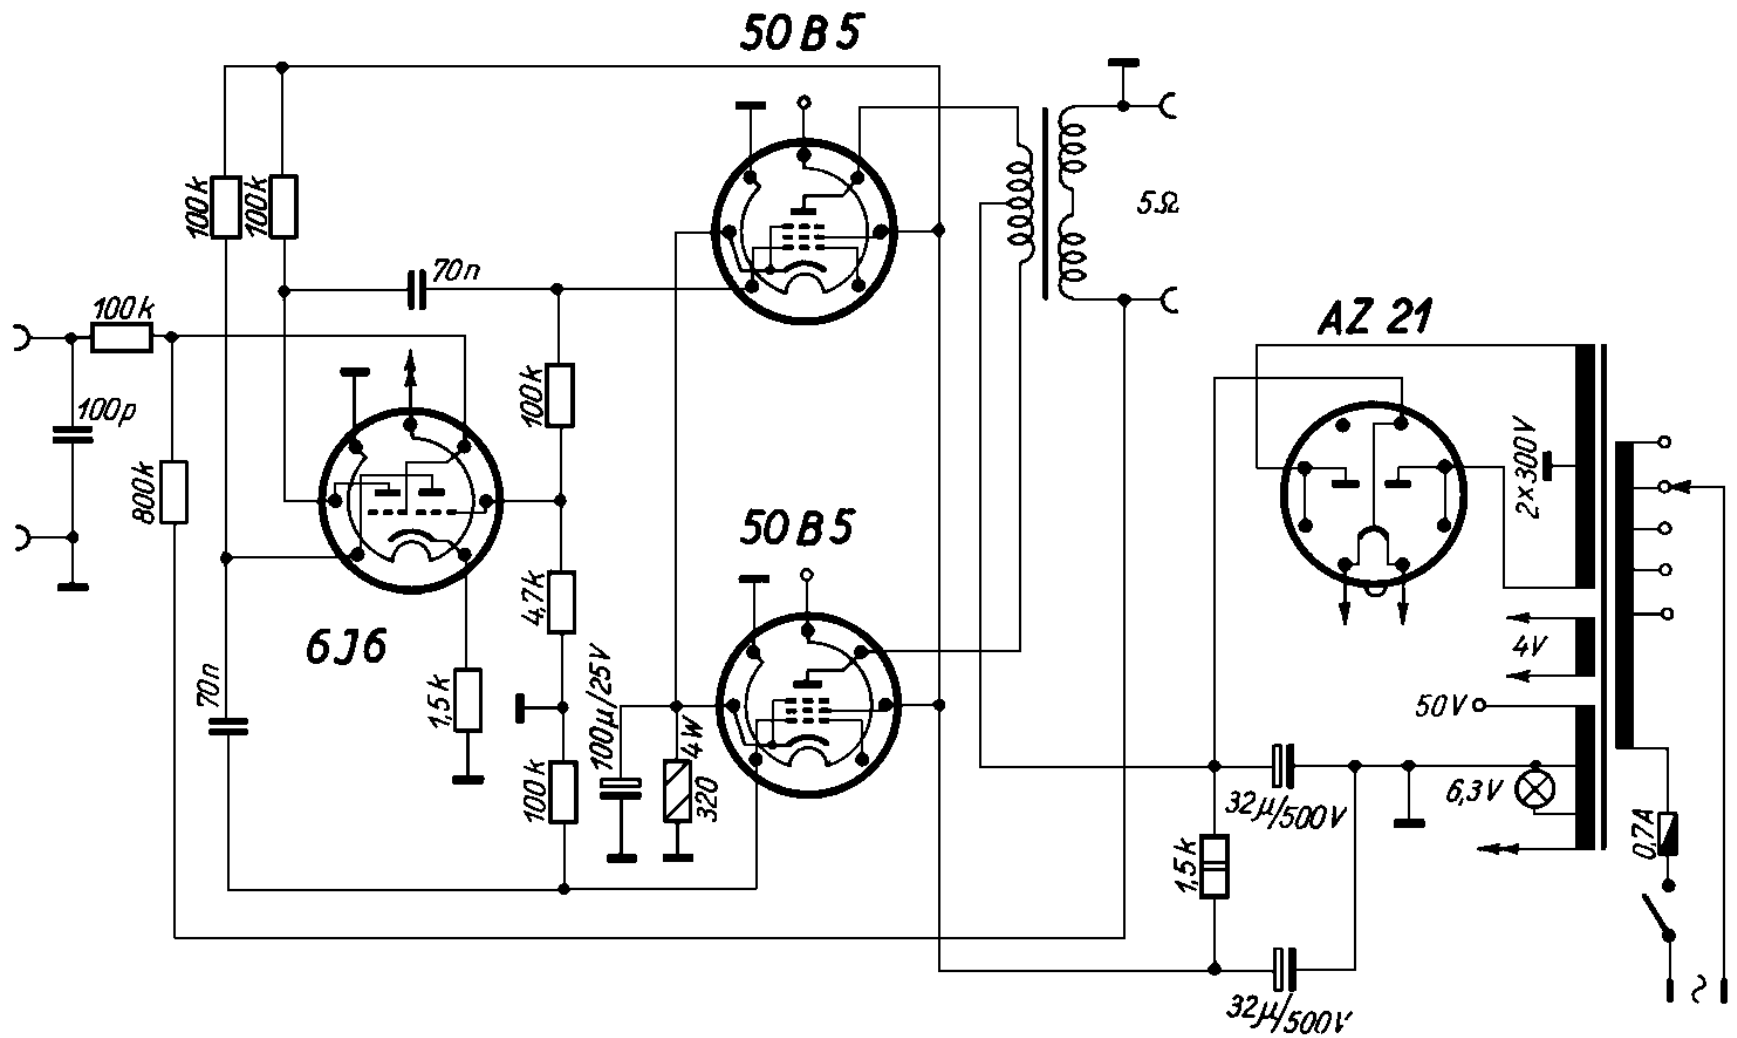 50B5
100k
100k
70n
5Ω
AZ 21
100k
100k
100p
2×300V
800k
50B5
4,7k
6J6
4V
70n
1,5k
100μ/25V
4W
50V
100k
320
6,3V
32μ/500V
0,7A
1,5k
32μ/500V
~